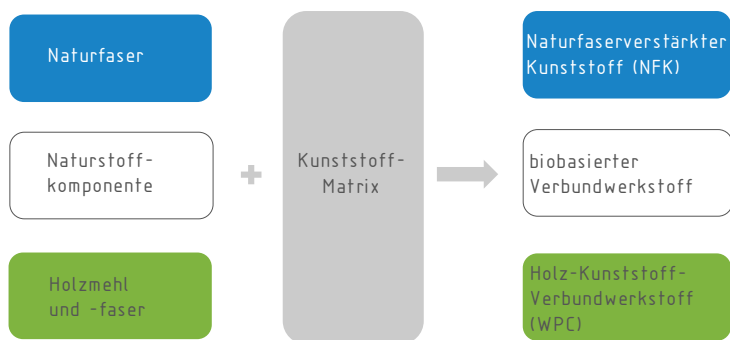 Naturfaser
Naturstoff-
komponente
Holzmehl
und -faser
+
Kunststoff-
Matrix
Naturfaserverstärkter
Kunststoff (NFK)
biobasierter
Verbundwerkstoff
Holz-Kunststoff-
Verbundwerkstoff
(WPC)